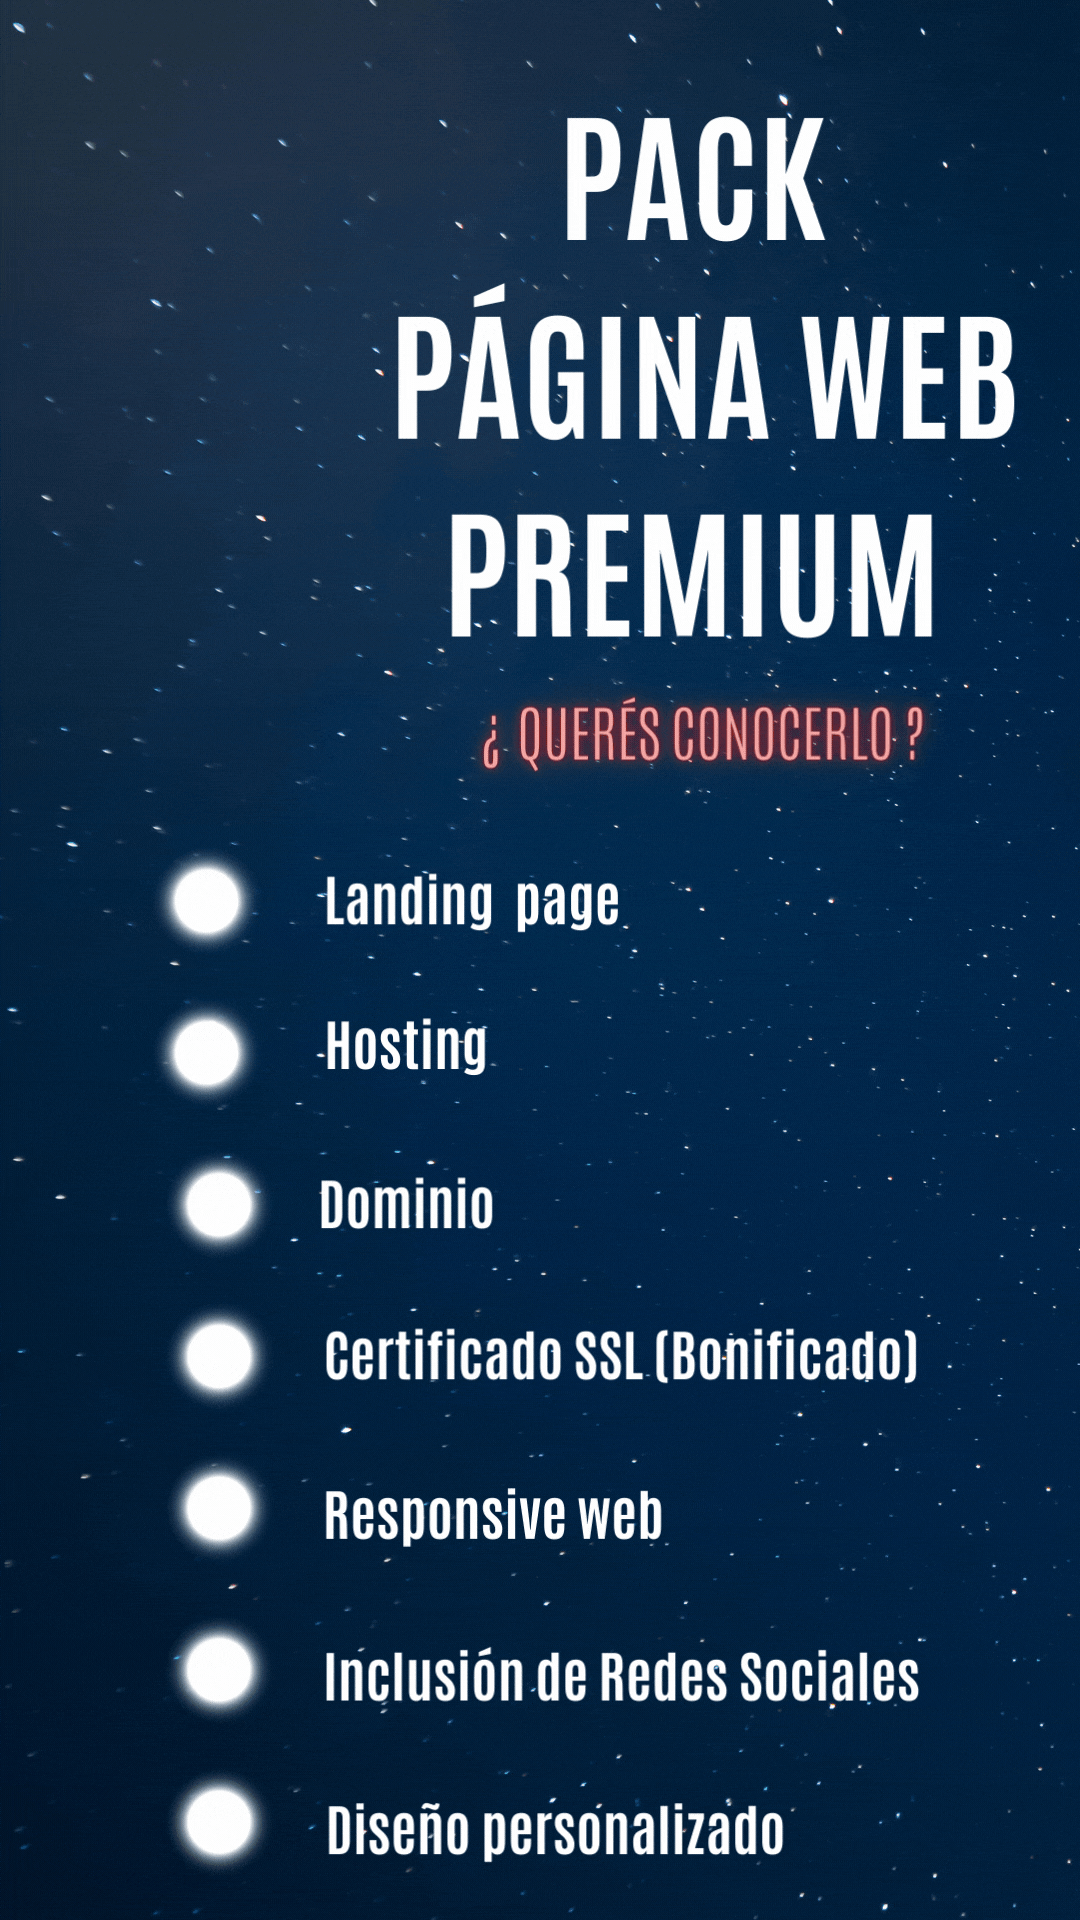 PACK
PÁGINA WEB
PREMIUM
¿ QUERÉS CONOCERLO ?
Landing page
Hosting
Dominio
Certificado SSL (Bonificado)
Responsive web
Inclusión de Redes Sociales
Diseño personalizado